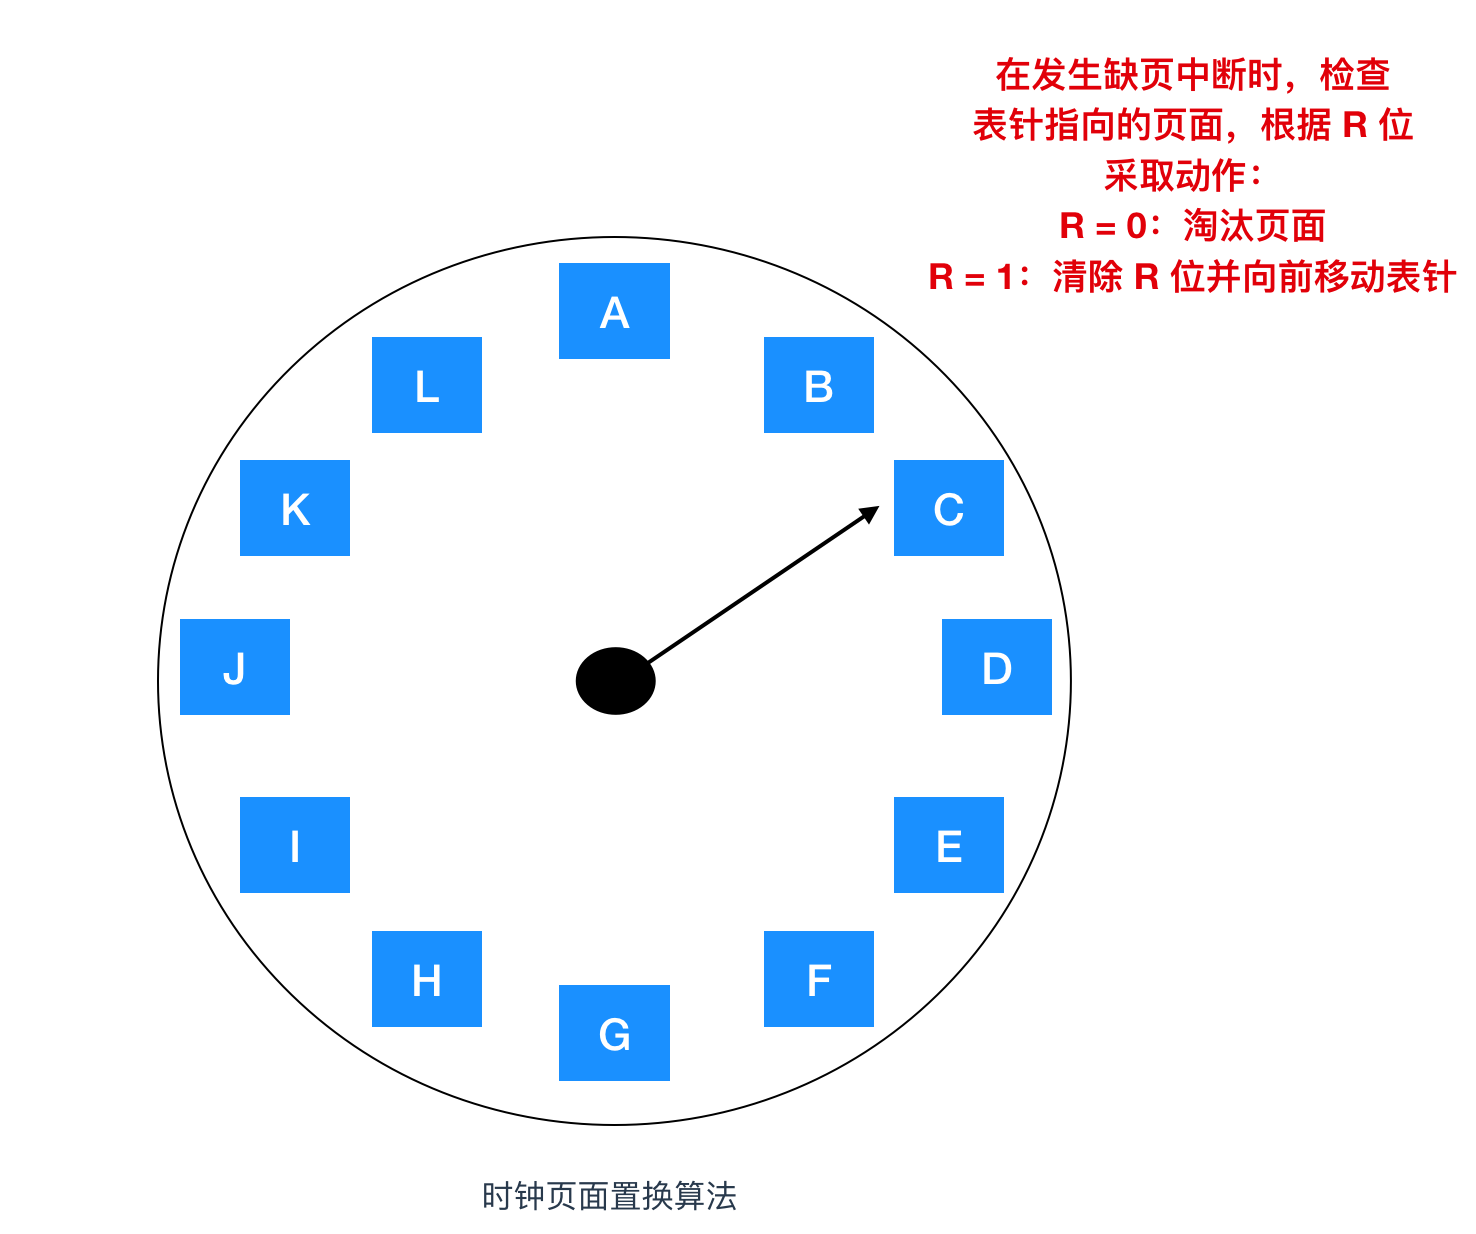 在发生缺页中断时，检查
表针指向的页面，根据 R 位
采取动作：
R = 0：淘汰页面
R = 1：清除 R 位并向前移动表针
A
L
B
K
C
J
D
I
E
H
F
G
时钟页面置换算法